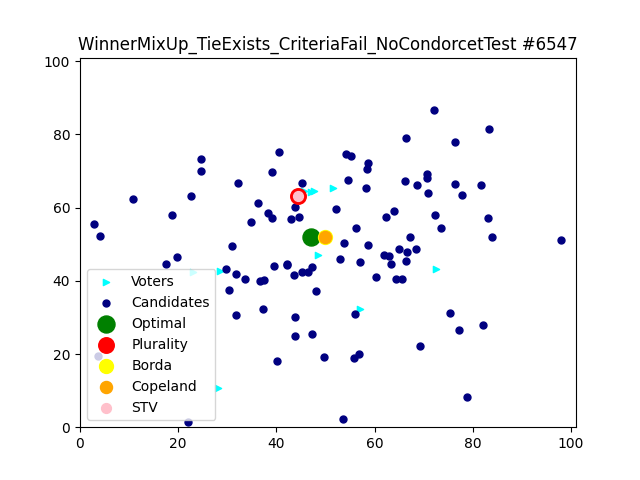 WinnerMixUp_TieExists_CriteriaFail_NoCondorcetTest #6547
100
80
60
40
20
0
Voters
Candidates
Optimal
Plurality
Borda
Copeland
STV
0 20 40 60 80 100